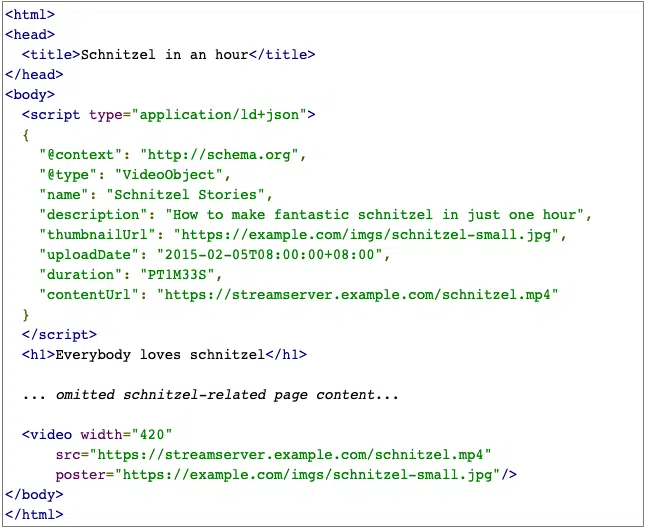 <html>
<head>
  <title>Schnitzel in an hour</title>
</head>
<body>
  <script type="application/ld+json">
  {
    "@context": "http://schema.org",
    "@type": "VideoObject",
    "name": "Schnitzel Stories",
    "description": "How to make fantastic schnitzel in just one hour",
    "thumbnailUrl": "https://example.com/imgs/schnitzel-small.jpg",
    "uploadDate": "2015-02-05T08:00:00+08:00",
    "duration": "PT1M33S",
    "contentUrl": "https://streamserver.example.com/schnitzel.mp4"
  }
  </script>
  <h1>Everybody loves schnitzel</h1>
  ... omitted schnitzel-related page content...
  <video width="420"
      src="https://streamserver.example.com/schnitzel.mp4"
      poster="https://example.com/imgs/schnitzel-small.jpg"/>
</body>
</html>